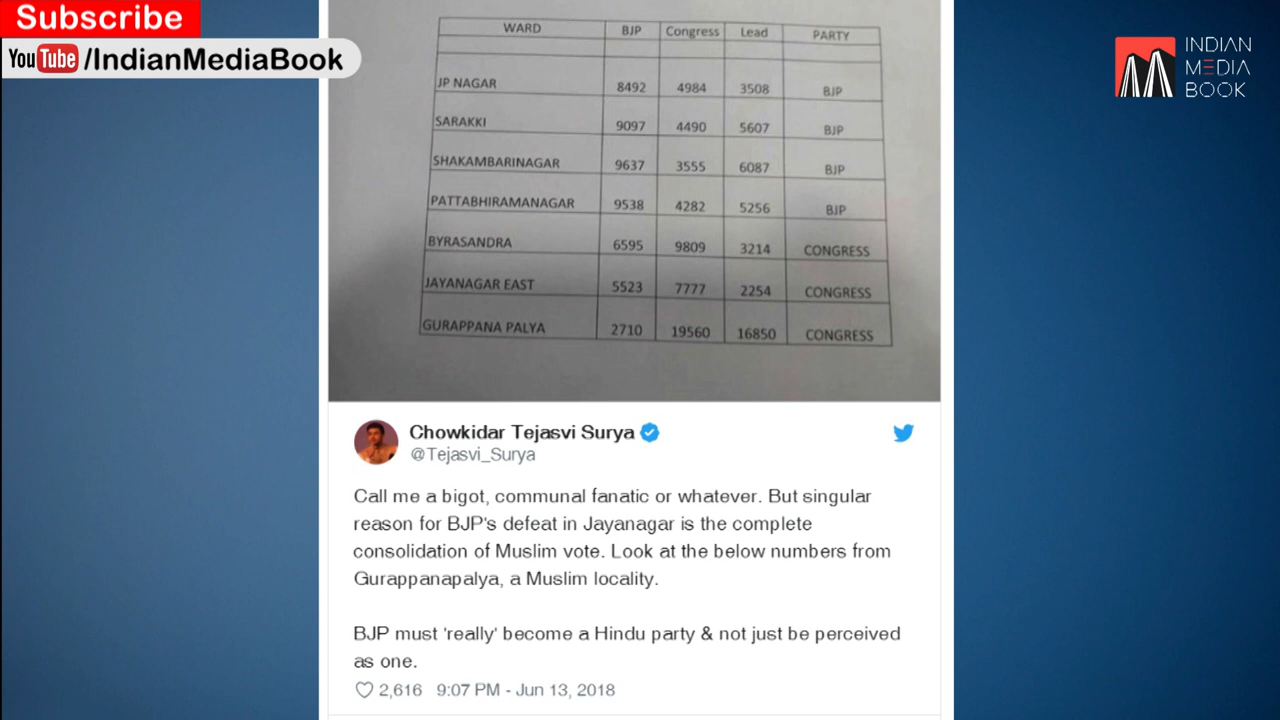 Subscribe
YouTube /IndianMediaBook
INDIAN
MEDIA
BOOK
WARD BJP Congress Lead PARTY
JP NAGAR 8492 4984 3508 BJP
SARAKKI 9097 4490 5607 BJP
SHAKAMBARINAGAR 9637 3555 6087 BJP
PATTABHIRAMANAGAR 9538 4282 5256 BJP
BYRASANDRA 6595 9809 3214 CONGRESS
JAYANAGAR EAST 5523 7777 2254 CONGRESS
GURAPPANA PALYA 2710 19560 16850 CONGRESS
Chowkidar Tejasvi Surya
@Tejasvi_Surya
Call me a bigot, communal fanatic or whatever. But singular
reason for BJP's defeat in Jayanagar is the complete
consolidation of Muslim vote. Look at the below numbers from
Gurappanapalya, a Muslim locality.
BJP must 'really' become a Hindu party & not just be perceived
as one.
2,616 9:07 PM - Jun 13, 2018